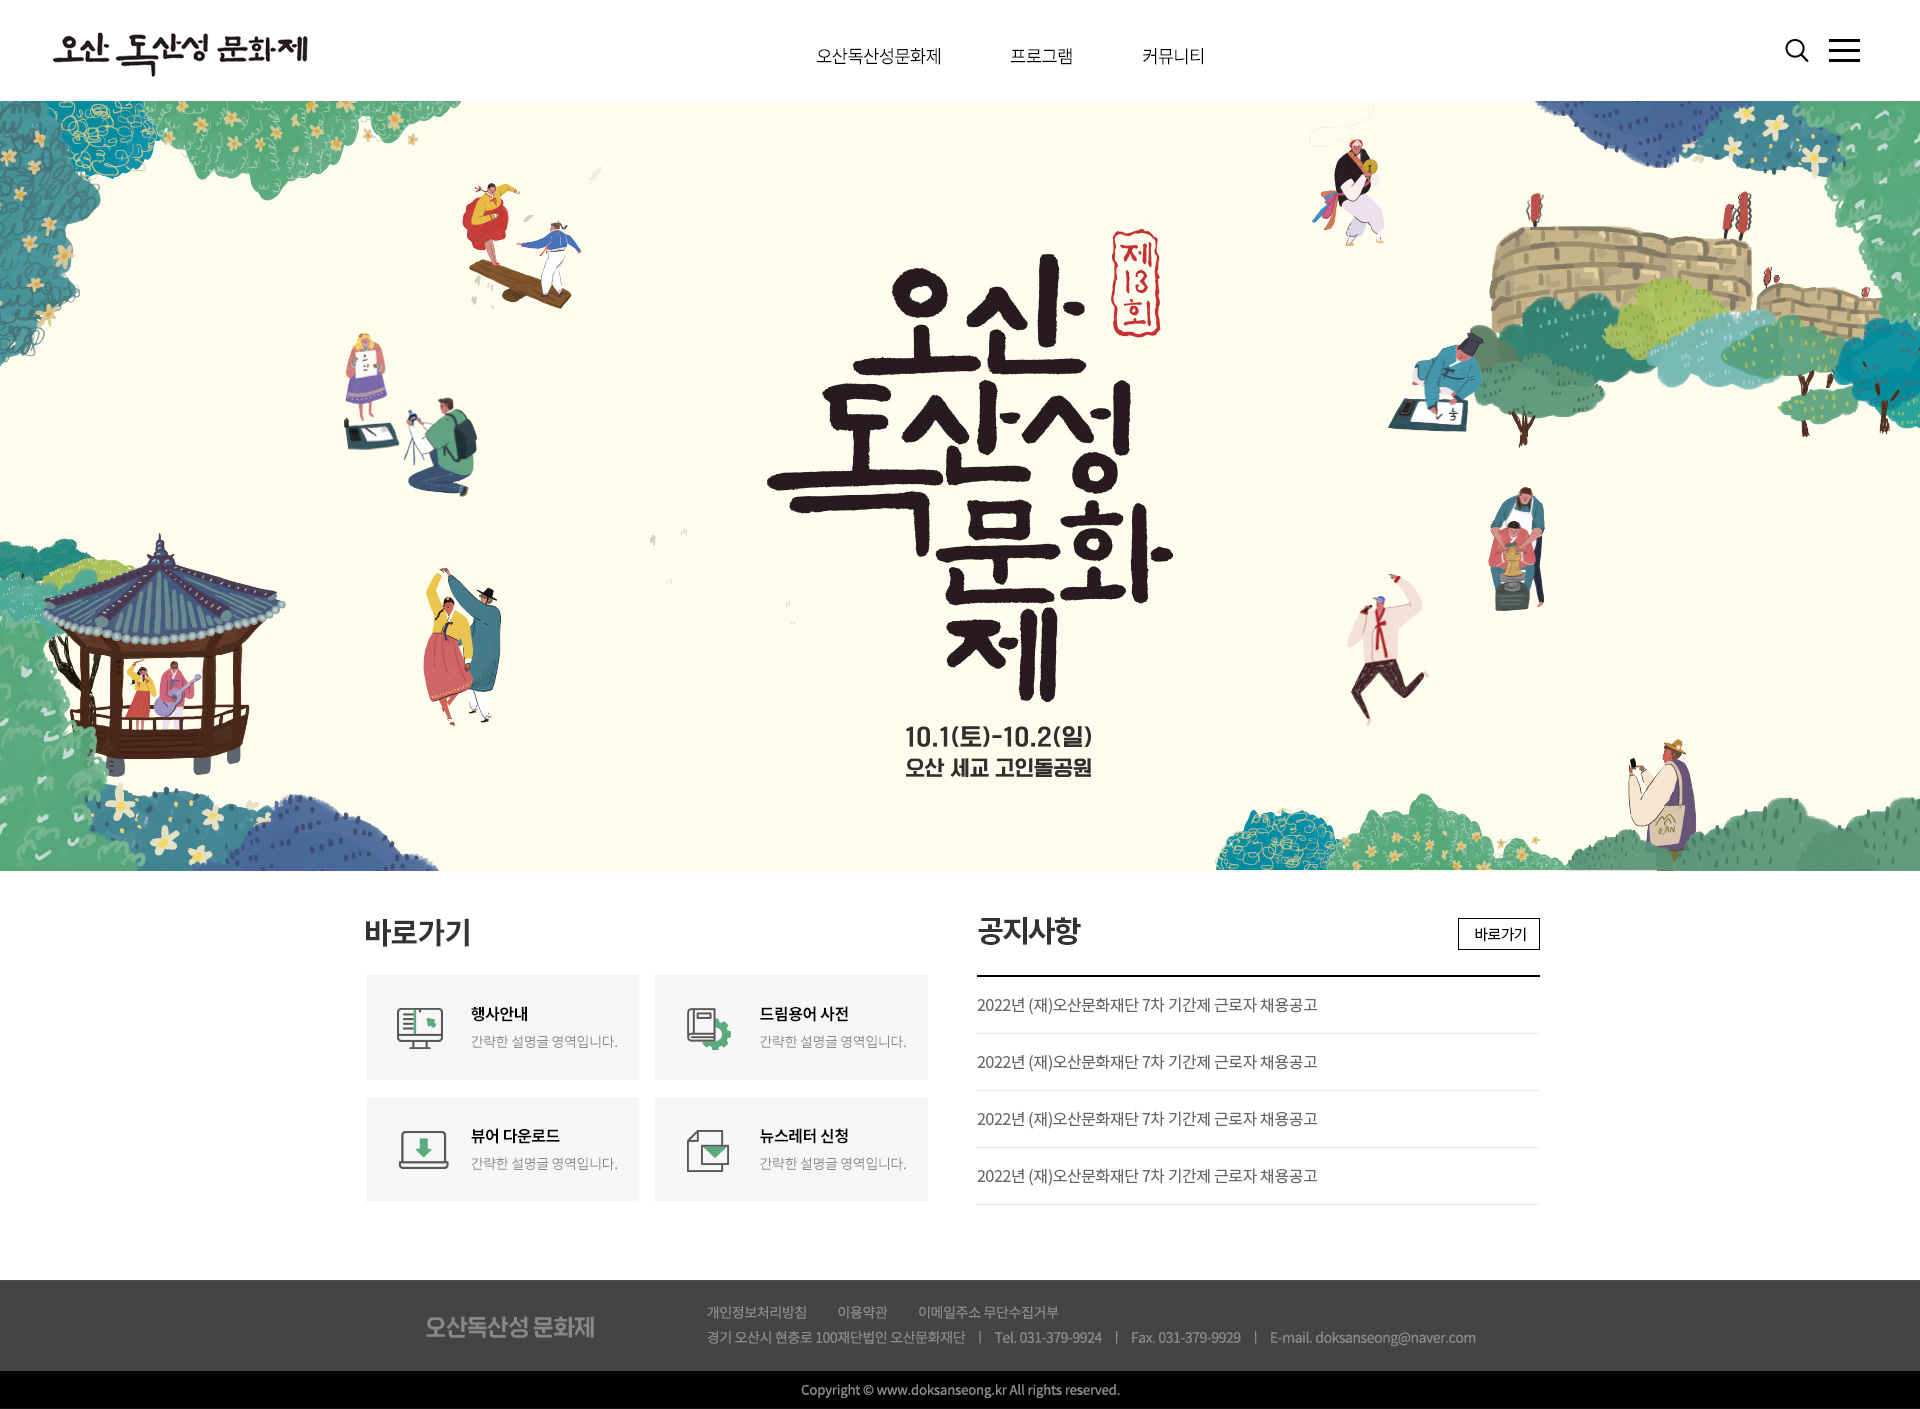 오산 독산성 문화제
오산독산성문화제
프로그램
커뮤니티
제
13
회
오산
독산성
문화
제
10.1(토)-10.2(일)
오산 세교 고인돌공원
바로가기
행사안내
간략한 설명글 영역입니다.
드림용어 사전
간략한 설명글 영역입니다.
뷰어 다운로드
간략한 설명글 영역입니다.
뉴스레터 신청
간략한 설명글 영역입니다.
공지사항
바로가기
2022년 (재)오산문화재단 7차 기간제 근로자 채용공고
2022년 (재)오산문화재단 7차 기간제 근로자 채용공고
2022년 (재)오산문화재단 7차 기간제 근로자 채용공고
2022년 (재)오산문화재단 7차 기간제 근로자 채용공고
오산독산성 문화제
개인정보처리방침 이용약관 이메일주소 무단수집거부
경기 오산시 현충로 100재단법인 오산문화재단 | Tel. 031-379-9924 | Fax. 031-379-9929 | E-mail. doksanseong@naver.com
Copyright © www.doksanseong.kr All rights reserved.